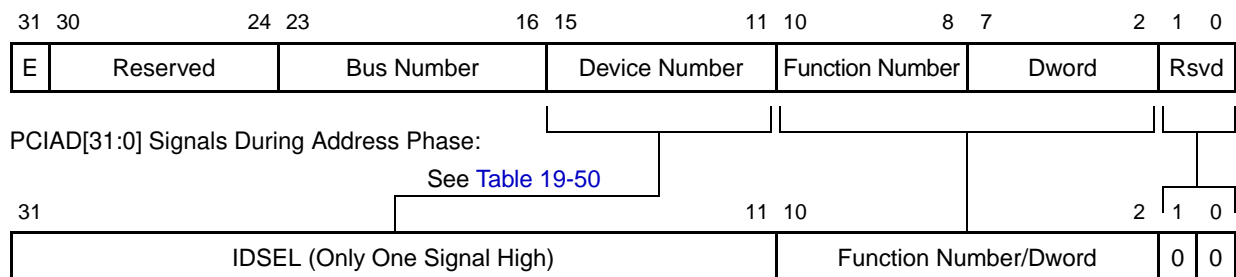 31 30 24 23 16 15 11 10 8 7 2 1 0
E Reserved Bus Number Device Number Function Number Dword Rsvd
PCIAD[31:0] Signals During Address Phase:
See Table 19-50
31 11 10 2 1 0
IDSEL (Only One Signal High) Function Number/Dword 0 0